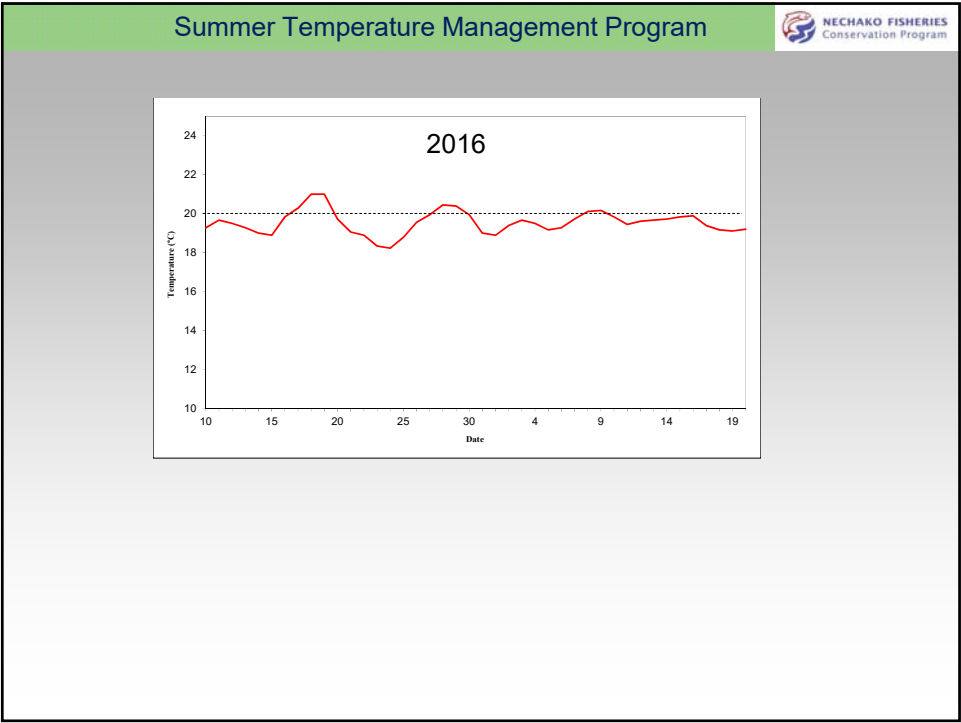 Summer Temperature Management Program
NECHAKO FISHERIES
Conservation Program
2016
24
22
20
18
16
14
12
10
Temperature (°C)
10 15 20 25 30 4 9 14 19
Date